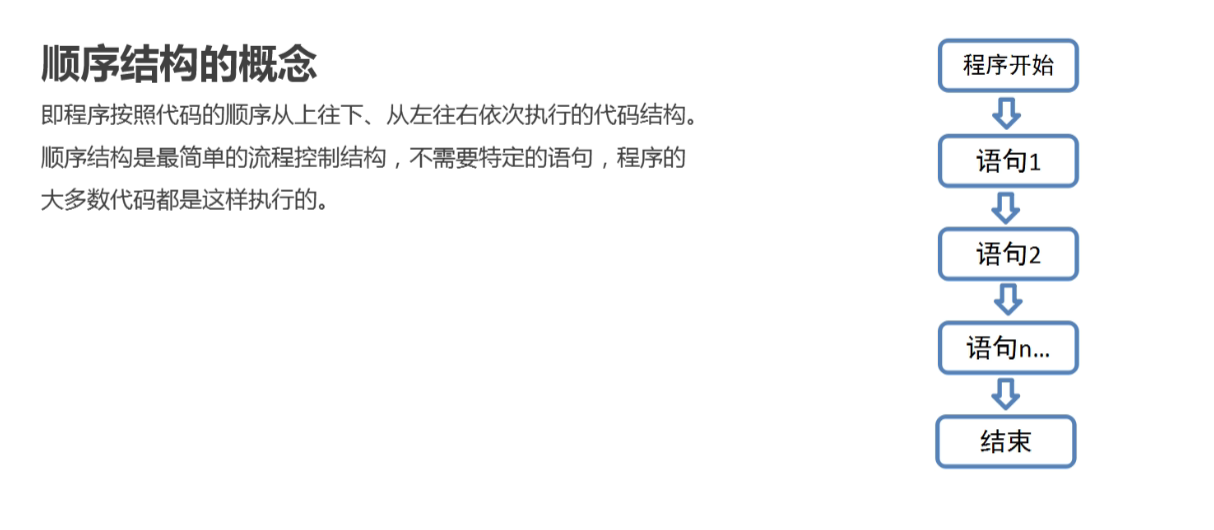 顺序结构的概念
即程序按照代码的顺序从上往下、从左往右依次执行的代码结构。
顺序结构是最简单的流程控制结构，不需要特定的语句，程序的
大多数代码都是这样执行的。
程序开始
语句1
语句2
语句n...
结束